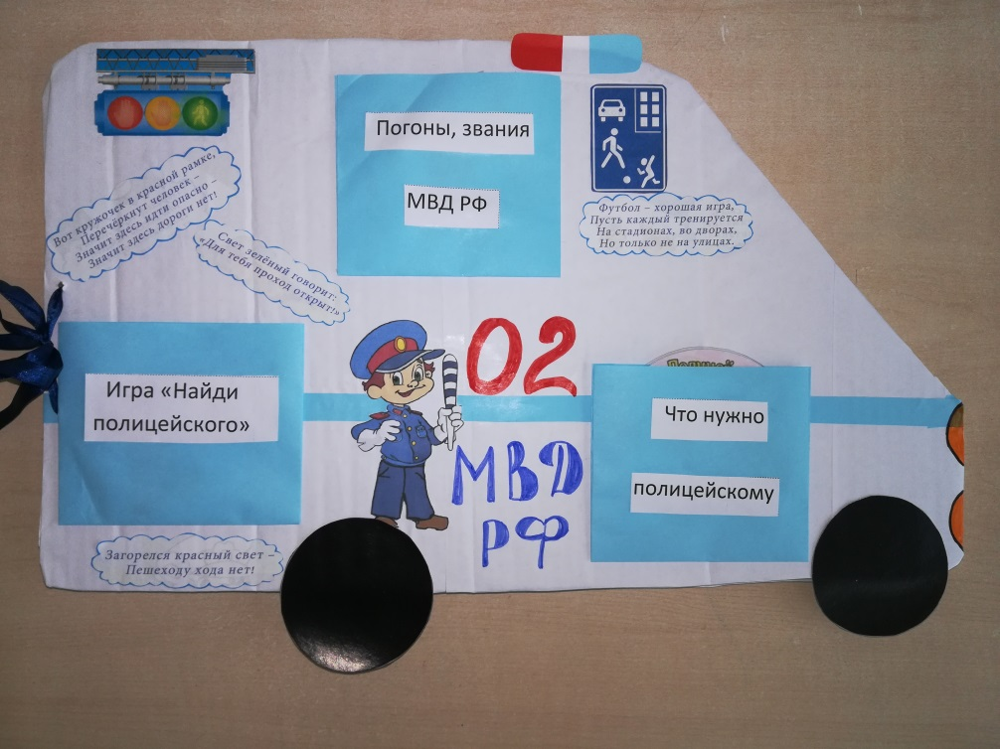 Погоны, звания
МВД РФ
Вот кружочек в красной рамке,
Перечёркнут человек –
Значит здесь идти опасно –
Значит здесь дороги нет!
Футбол – хорошая игра,
Пусть каждый тренируется
На стадионах, во дворах,
Но только не на улицах.
Свет зелёный говорит:
«Для тебя проход открыт!»
Игра «Найди
полицейского»
02
МВД
РФ
Что нужно
полицейскому
Загорелся красный свет –
Пешеходу хода нет!